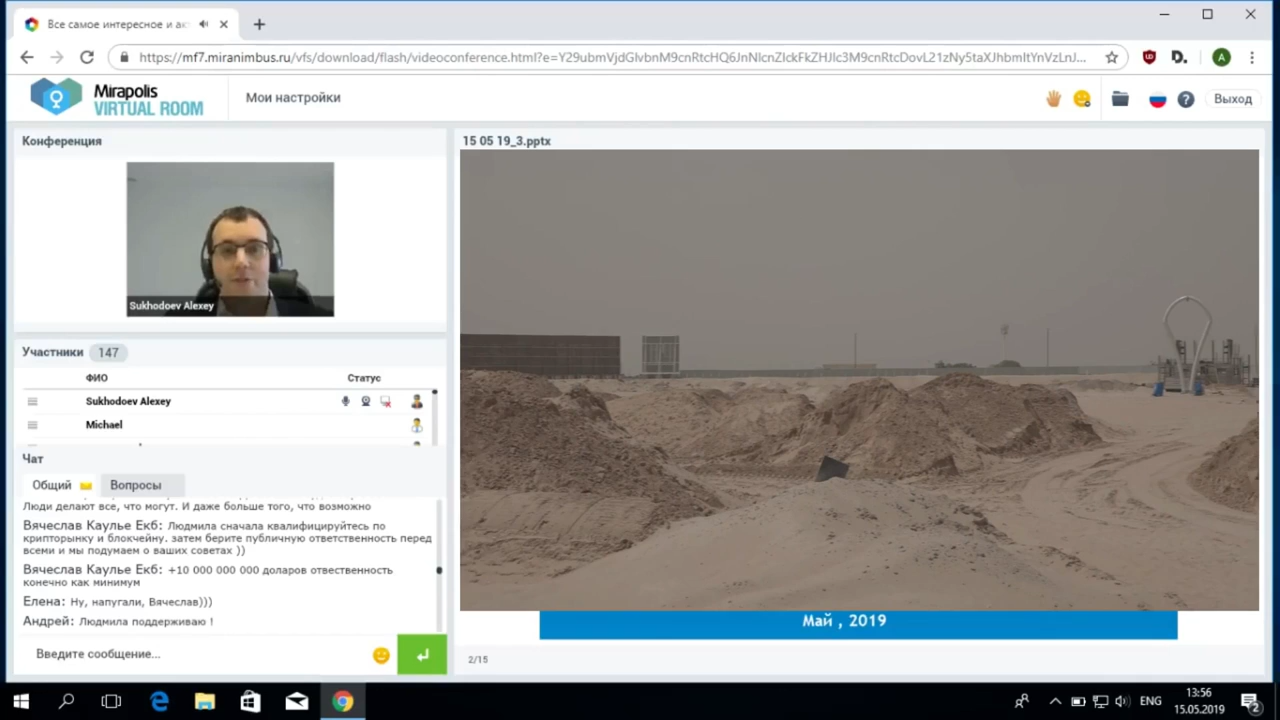 Все самое интересное и ак
https://mf7.miranimbus.ru/vfs/download/flash/videoconference.html?e=Y29ubmVjdGlvbnM9cnRtcHQ6JnNlcnZlckFkZHJlc3M9cnRtcDovL21zNy5taXJhbmltYnVzLnJ...
Mirapolis
VIRTUAL ROOM
Мои настройки
Выход
Конференция
Sukhodoev Alexey
Участники 147
ФИО Статус
Sukhodoev Alexey
Michael
Чат
Общий Вопросы
Люди делают все, что могут. И даже больше того, что возможно
Вячеслав Каулье Екб: Людмила сначала квалифицируйтесь по
крипторынку и блокчейну. затем берите публичную ответственность перед
всеми и мы подумаем о ваших советах ))
Вячеслав Каулье Екб: +10 000 000 000 доларов отвественность
конечно как минимум
Елена: Ну, напугали, Вячеслав)))
Андрей: Людмила поддерживаю !
Введите сообщение...
15 05 19_3.pptx
Май , 2019
2/15
ENG
13:56
15.05.2019
2